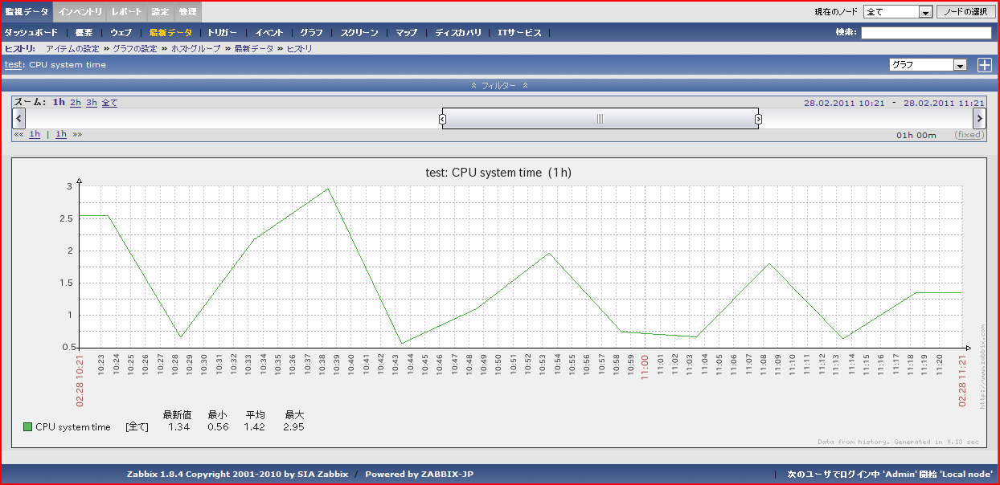 監視データ インベントリ レポート 設定 管理 現在のノード 全て ノードの選択
ダッシュボード | 概要 | ウェブ | 最新データ | トリガー | イベント | グラフ | スクリーン | マップ | ディスカバリ | ITサービス | 検索:
ヒストリ: アイテムの設定 » グラフの設定 » ホストグループ » 最新データ » ヒストリ
test: CPU system time グラフ
フィルター
ズーム: 1h 2h 3h 全て 28.02.2011 10:21 - 28.02.2011 11:21
«« 1h | 1h »» 01h 00m (fixed)
test: CPU system time (1h)
3
2.5
2
1.5
1
0.5
02.28 10:21 10:23 10:24 10:25 10:26 10:27 10:28 10:29 10:30 10:31 10:32 10:33 10:34 10:35 10:36 10:37 10:38 10:39 10:40 10:41 10:42 10:43 10:44 10:45 10:46 10:47 10:48 10:49 10:50 10:51 10:52 10:53 10:54 10:55 10:56 10:57 10:58 10:59 11:00 11:01 11:02 11:03 11:04 11:05 11:06 11:07 11:08 11:09 11:10 11:11 11:12 11:13 11:14 11:15 11:16 11:17 11:18 11:19 11:20 02.28 11:21
http://www.zabbix.com
最新値 最小 平均 最大
CPU system time [全て] 1.34 0.56 1.42 2.95
Data from history. Generated in 0.13 sec
Zabbix 1.8.4 Copyright 2001-2010 by SIA Zabbix / Powered by ZABBIX-JP | 次のユーザでログイン中 'Admin' 開始 'Local node'